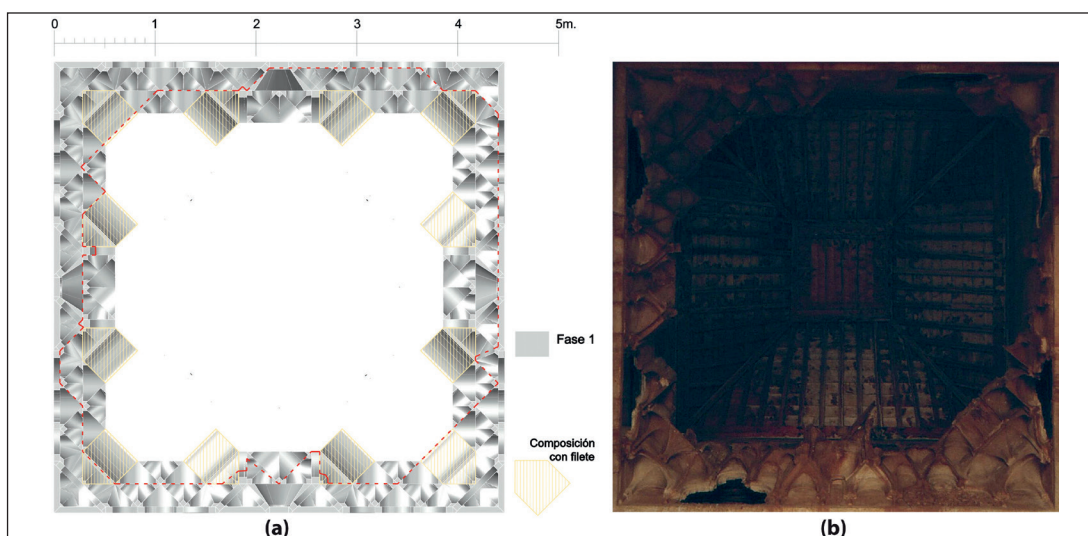 0 1 2 3 4 5m.
Fase 1
Composición
con filete
(a) (b)